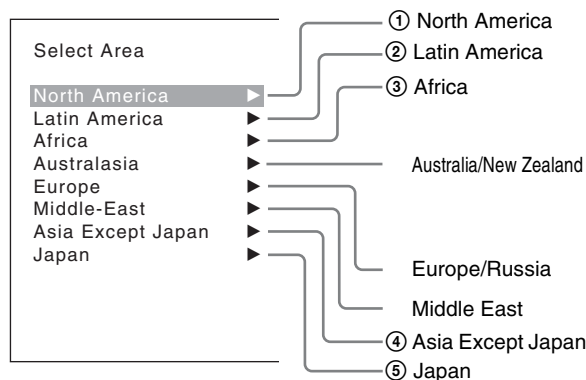 Select Area
North America ▶
Latin America ▶
Africa ▶
Australasia ▶
Europe ▶
Middle-East ▶
Asia Except Japan ▶
Japan ▶
① North America
② Latin America
③ Africa
Australia/New Zealand
Europe/Russia
Middle East
④ Asia Except Japan
⑤ Japan